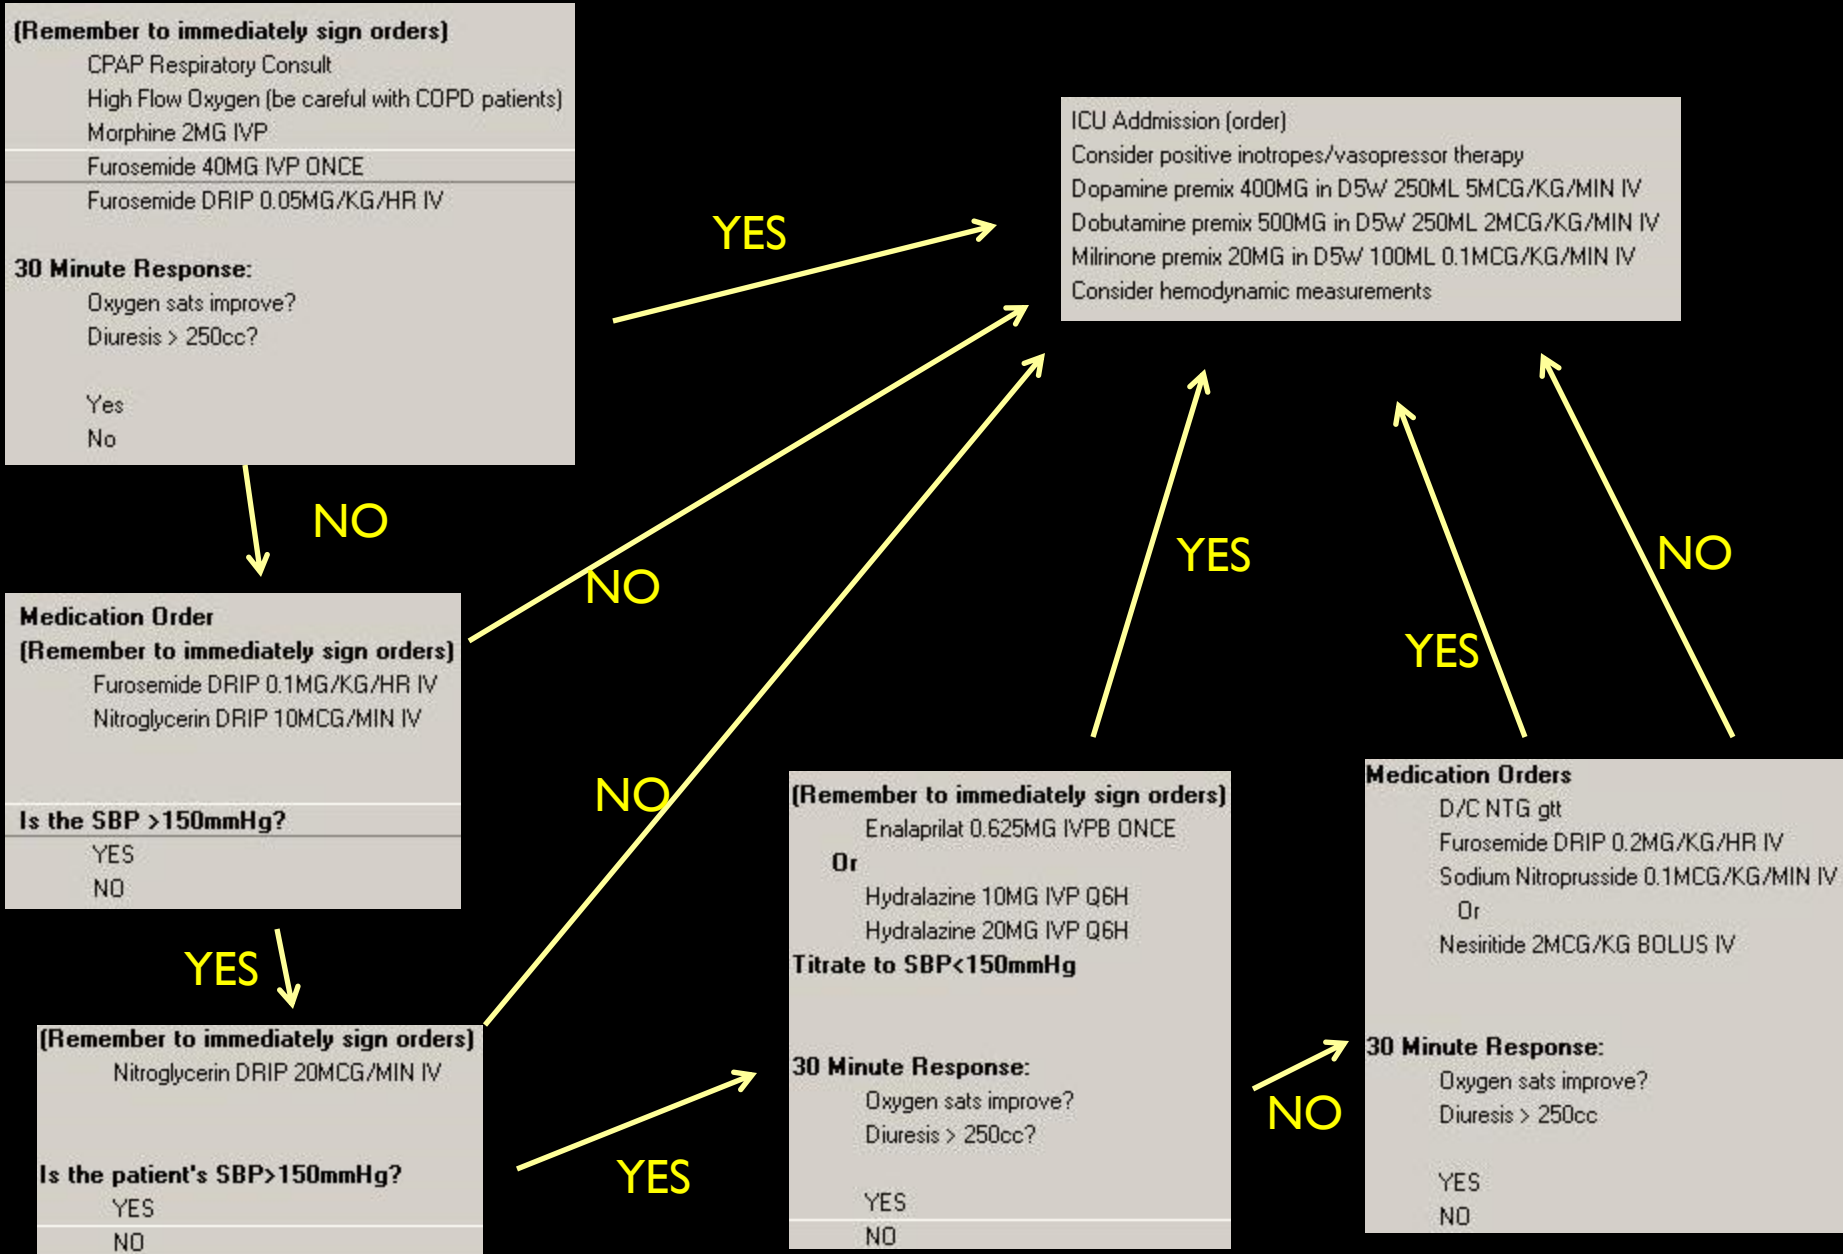 (Remember to immediately sign orders)
CPAP Respiratory Consult
High Flow Oxygen (be careful with COPD patients)
Morphine 2MG IVP
Furosemide 40MG IVP ONCE
Furosemide DRIP 0.05MG/KG/HR IV
30 Minute Response:
Oxygen sats improve?
Diuresis > 250cc?
Yes
No
YES
ICU Addmission (order)
Consider positive inotropes/vasopressor therapy
Dopamine premix 400MG in D5W 250ML 5MCG/KG/MIN IV
Dobutamine premix 500MG in D5W 250ML 2MCG/KG/MIN IV
Milrinone premix 20MG in D5W 100ML 0.1MCG/KG/MIN IV
Consider hemodynamic measurements
NO
Medication Order
(Remember to immediately sign orders)
Furosemide DRIP 0.1MG/KG/HR IV
Nitroglycerin DRIP 10MCG/MIN IV
Is the SBP >150mmHg?
YES
NO
NO
YES
(Remember to immediately sign orders)
Nitroglycerin DRIP 20MCG/MIN IV
Is the patient's SBP>150mmHg?
YES
NO
NO
YES
(Remember to immediately sign orders)
Enalaprilat 0.625MG IVPB ONCE
Or
Hydralazine 10MG IVP Q6H
Hydralazine 20MG IVP Q6H
Titrate to SBP<150mmHg
30 Minute Response:
Oxygen sats improve?
Diuresis > 250cc?
YES
NO
YES
NO
Medication Orders
D/C NTG gtt
Furosemide DRIP 0.2MG/KG/HR IV
Sodium Nitroprusside 0.1MCG/KG/MIN IV
Or
Nesiritide 2MCG/KG BOLUS IV
30 Minute Response:
Oxygen sats improve?
Diuresis > 250cc
YES
NO
YES
NO